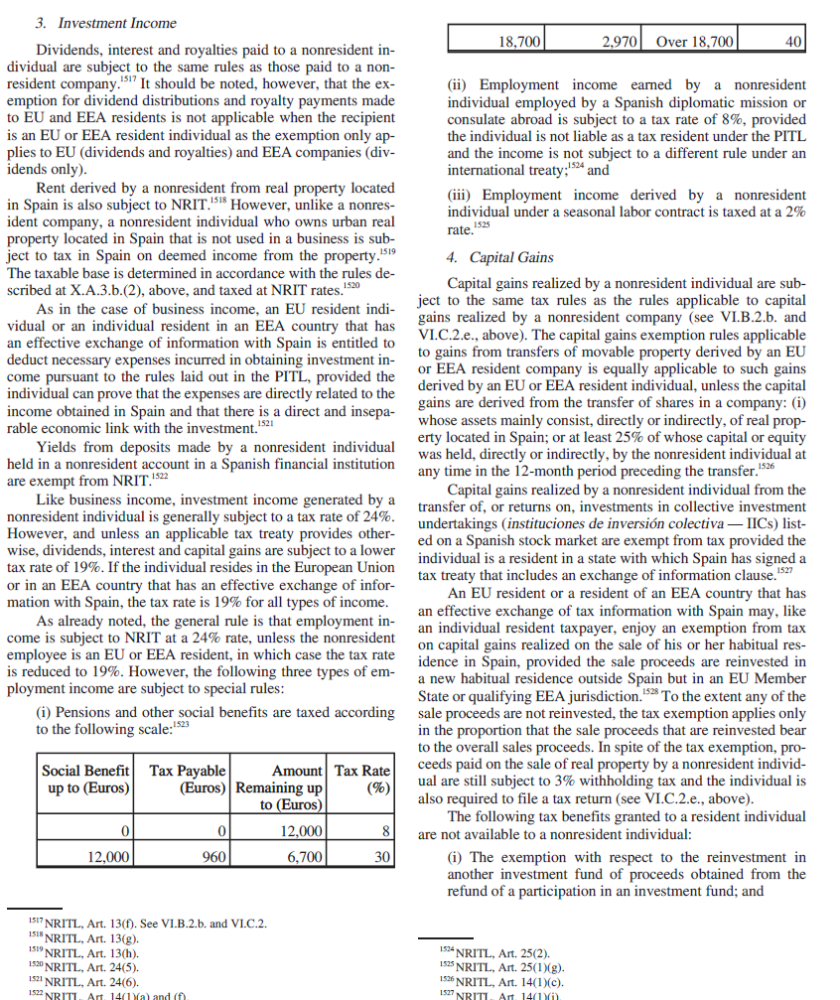 3. Investment Income
Dividends, interest and royalties paid to a nonresident in-
dividual are subject to the same rules as those paid to a non-
resident company.1517 It should be noted, however, that the ex-
emption for dividend distributions and royalty payments made
to EU and EEA residents is not applicable when the recipient
is an EU or EEA resident individual as the exemption only ap-
plies to EU (dividends and royalties) and EEA companies (div-
idends only).
Rent derived by a nonresident from real property located
in Spain is also subject to NRIT.1518 However, unlike a nonres-
ident company, a nonresident individual who owns urban real
property located in Spain that is not used in a business is sub-
ject to tax in Spain on deemed income from the property.1519
The taxable base is determined in accordance with the rules de-
scribed at X.A.3.b.(2), above, and taxed at NRIT rates.1520
As in the case of business income, an EU resident indi-
vidual or an individual resident in an EEA country that has
an effective exchange of information with Spain is entitled to
deduct necessary expenses incurred in obtaining investment in-
come pursuant to the rules laid out in the PITL, provided the
individual can prove that the expenses are directly related to the
income obtained in Spain and that there is a direct and insepa-
rable economic link with the investment.1521
Yields from deposits made by a nonresident individual
held in a nonresident account in a Spanish financial institution
are exempt from NRIT.1522
Like business income, investment income generated by a
nonresident individual is generally subject to a tax rate of 24%.
However, and unless an applicable tax treaty provides other-
wise, dividends, interest and capital gains are subject to a lower
tax rate of 19%. If the individual resides in the European Union
or in an EEA country that has an effective exchange of infor-
mation with Spain, the tax rate is 19% for all types of income.
As already noted, the general rule is that employment in-
come is subject to NRIT at a 24% rate, unless the nonresident
employee is an EU or EEA resident, in which case the tax rate
is reduced to 19%. However, the following three types of em-
ployment income are subject to special rules:
(i) Pensions and other social benefits are taxed according
to the following scale:1523
Social Benefit Tax Payable Amount Tax Rate
up to (Euros) (Euros) Remaining up (%)
to (Euros)
0 0 12,000 8
12,000 960 6,700 30
1517 NRITL, Art. 13(f). See VI.B.2.b. and VI.C.2.
1518 NRITL, Art. 13(g).
1519 NRITL, Art. 13(h).
1520 NRITL, Art. 24(5).
1521 NRITL, Art. 24(6).
1522 NRITL, Art. 14(1)(a) and (f).
18,700 2,970 Over 18,700 40
(ii) Employment income earned by a nonresident
individual employed by a Spanish diplomatic mission or
consulate abroad is subject to a tax rate of 8%, provided
the individual is not liable as a tax resident under the PITL
and the income is not subject to a different rule under an
international treaty;1524 and
(iii) Employment income derived by a nonresident
individual under a seasonal labor contract is taxed at a 2%
rate.1525
4. Capital Gains
Capital gains realized by a nonresident individual are sub-
ject to the same tax rules as the rules applicable to capital
gains realized by a nonresident company (see VI.B.2.b. and
VI.C.2.e., above). The capital gains exemption rules applicable
to gains from transfers of movable property derived by an EU
or EEA resident company is equally applicable to such gains
derived by an EU or EEA resident individual, unless the capital
gains are derived from the transfer of shares in a company: (i)
whose assets mainly consist, directly or indirectly, of real prop-
erty located in Spain; or at least 25% of whose capital or equity
was held, directly or indirectly, by the nonresident individual at
any time in the 12-month period preceding the transfer.1526
Capital gains realized by a nonresident individual from the
transfer of, or returns on, investments in collective investment
undertakings (instituciones de inversión colectiva — IICs) list-
ed on a Spanish stock market are exempt from tax provided the
individual is a resident in a state with which Spain has signed a
tax treaty that includes an exchange of information clause.1527
An EU resident or a resident of an EEA country that has
an effective exchange of tax information with Spain may, like
an individual resident taxpayer, enjoy an exemption from tax
on capital gains realized on the sale of his or her habitual res-
idence in Spain, provided the sale proceeds are reinvested in
a new habitual residence outside Spain but in an EU Member
State or qualifying EEA jurisdiction.1528 To the extent any of the
sale proceeds are not reinvested, the tax exemption applies only
in the proportion that the sale proceeds that are reinvested bear
to the overall sales proceeds. In spite of the tax exemption, pro-
ceeds paid on the sale of real property by a nonresident individ-
ual are still subject to 3% withholding tax and the individual is
also required to file a tax return (see VI.C.2.e., above).
The following tax benefits granted to a resident individual
are not available to a nonresident individual:
(i) The exemption with respect to the reinvestment in
another investment fund of proceeds obtained from the
refund of a participation in an investment fund; and
1524 NRITL, Art. 25(2).
1525 NRITL, Art. 25(1)(g).
1526 NRITL, Art. 14(1)(c).
1527 NRITL, Art. 14(1)(i).